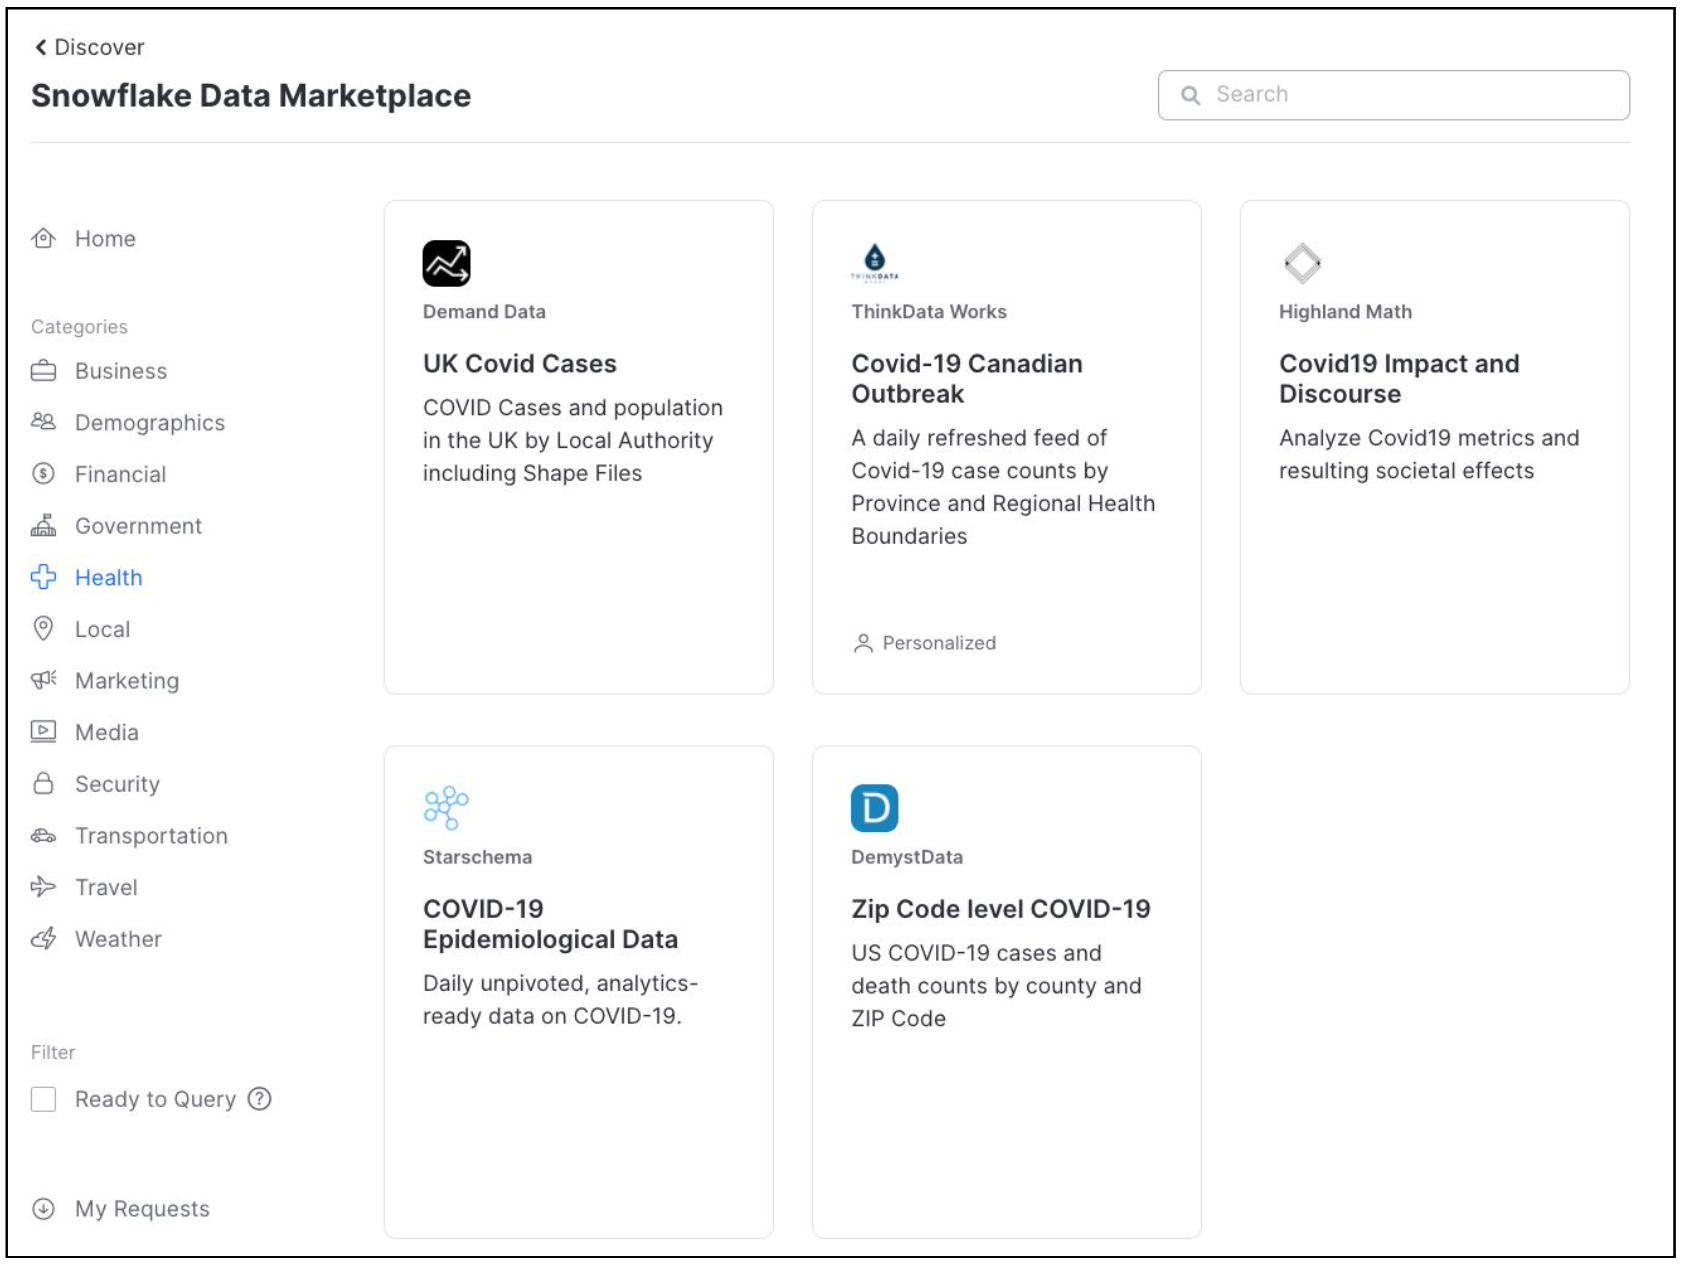 Discover
Snowflake Data Marketplace
Search
Home
Categories
Business
Demographics
Financial
Government
Health
Local
Marketing
Media
Security
Transportation
Travel
Weather
Filter
Ready to Query ?
My Requests
Demand Data
UK Covid Cases
COVID Cases and population
in the UK by Local Authority
including Shape Files
THINKDATA
ThinkData Works
Covid-19 Canadian
Outbreak
A daily refreshed feed of
Covid-19 case counts by
Province and Regional Health
Boundaries
Personalized
Highland Math
Covid19 Impact and
Discourse
Analyze Covid19 metrics and
resulting societal effects
Starschema
COVID-19
Epidemiological Data
Daily unpivoted, analytics-
ready data on COVID-19.
D
DemystData
Zip Code level COVID-19
US COVID-19 cases and
death counts by county and
ZIP Code